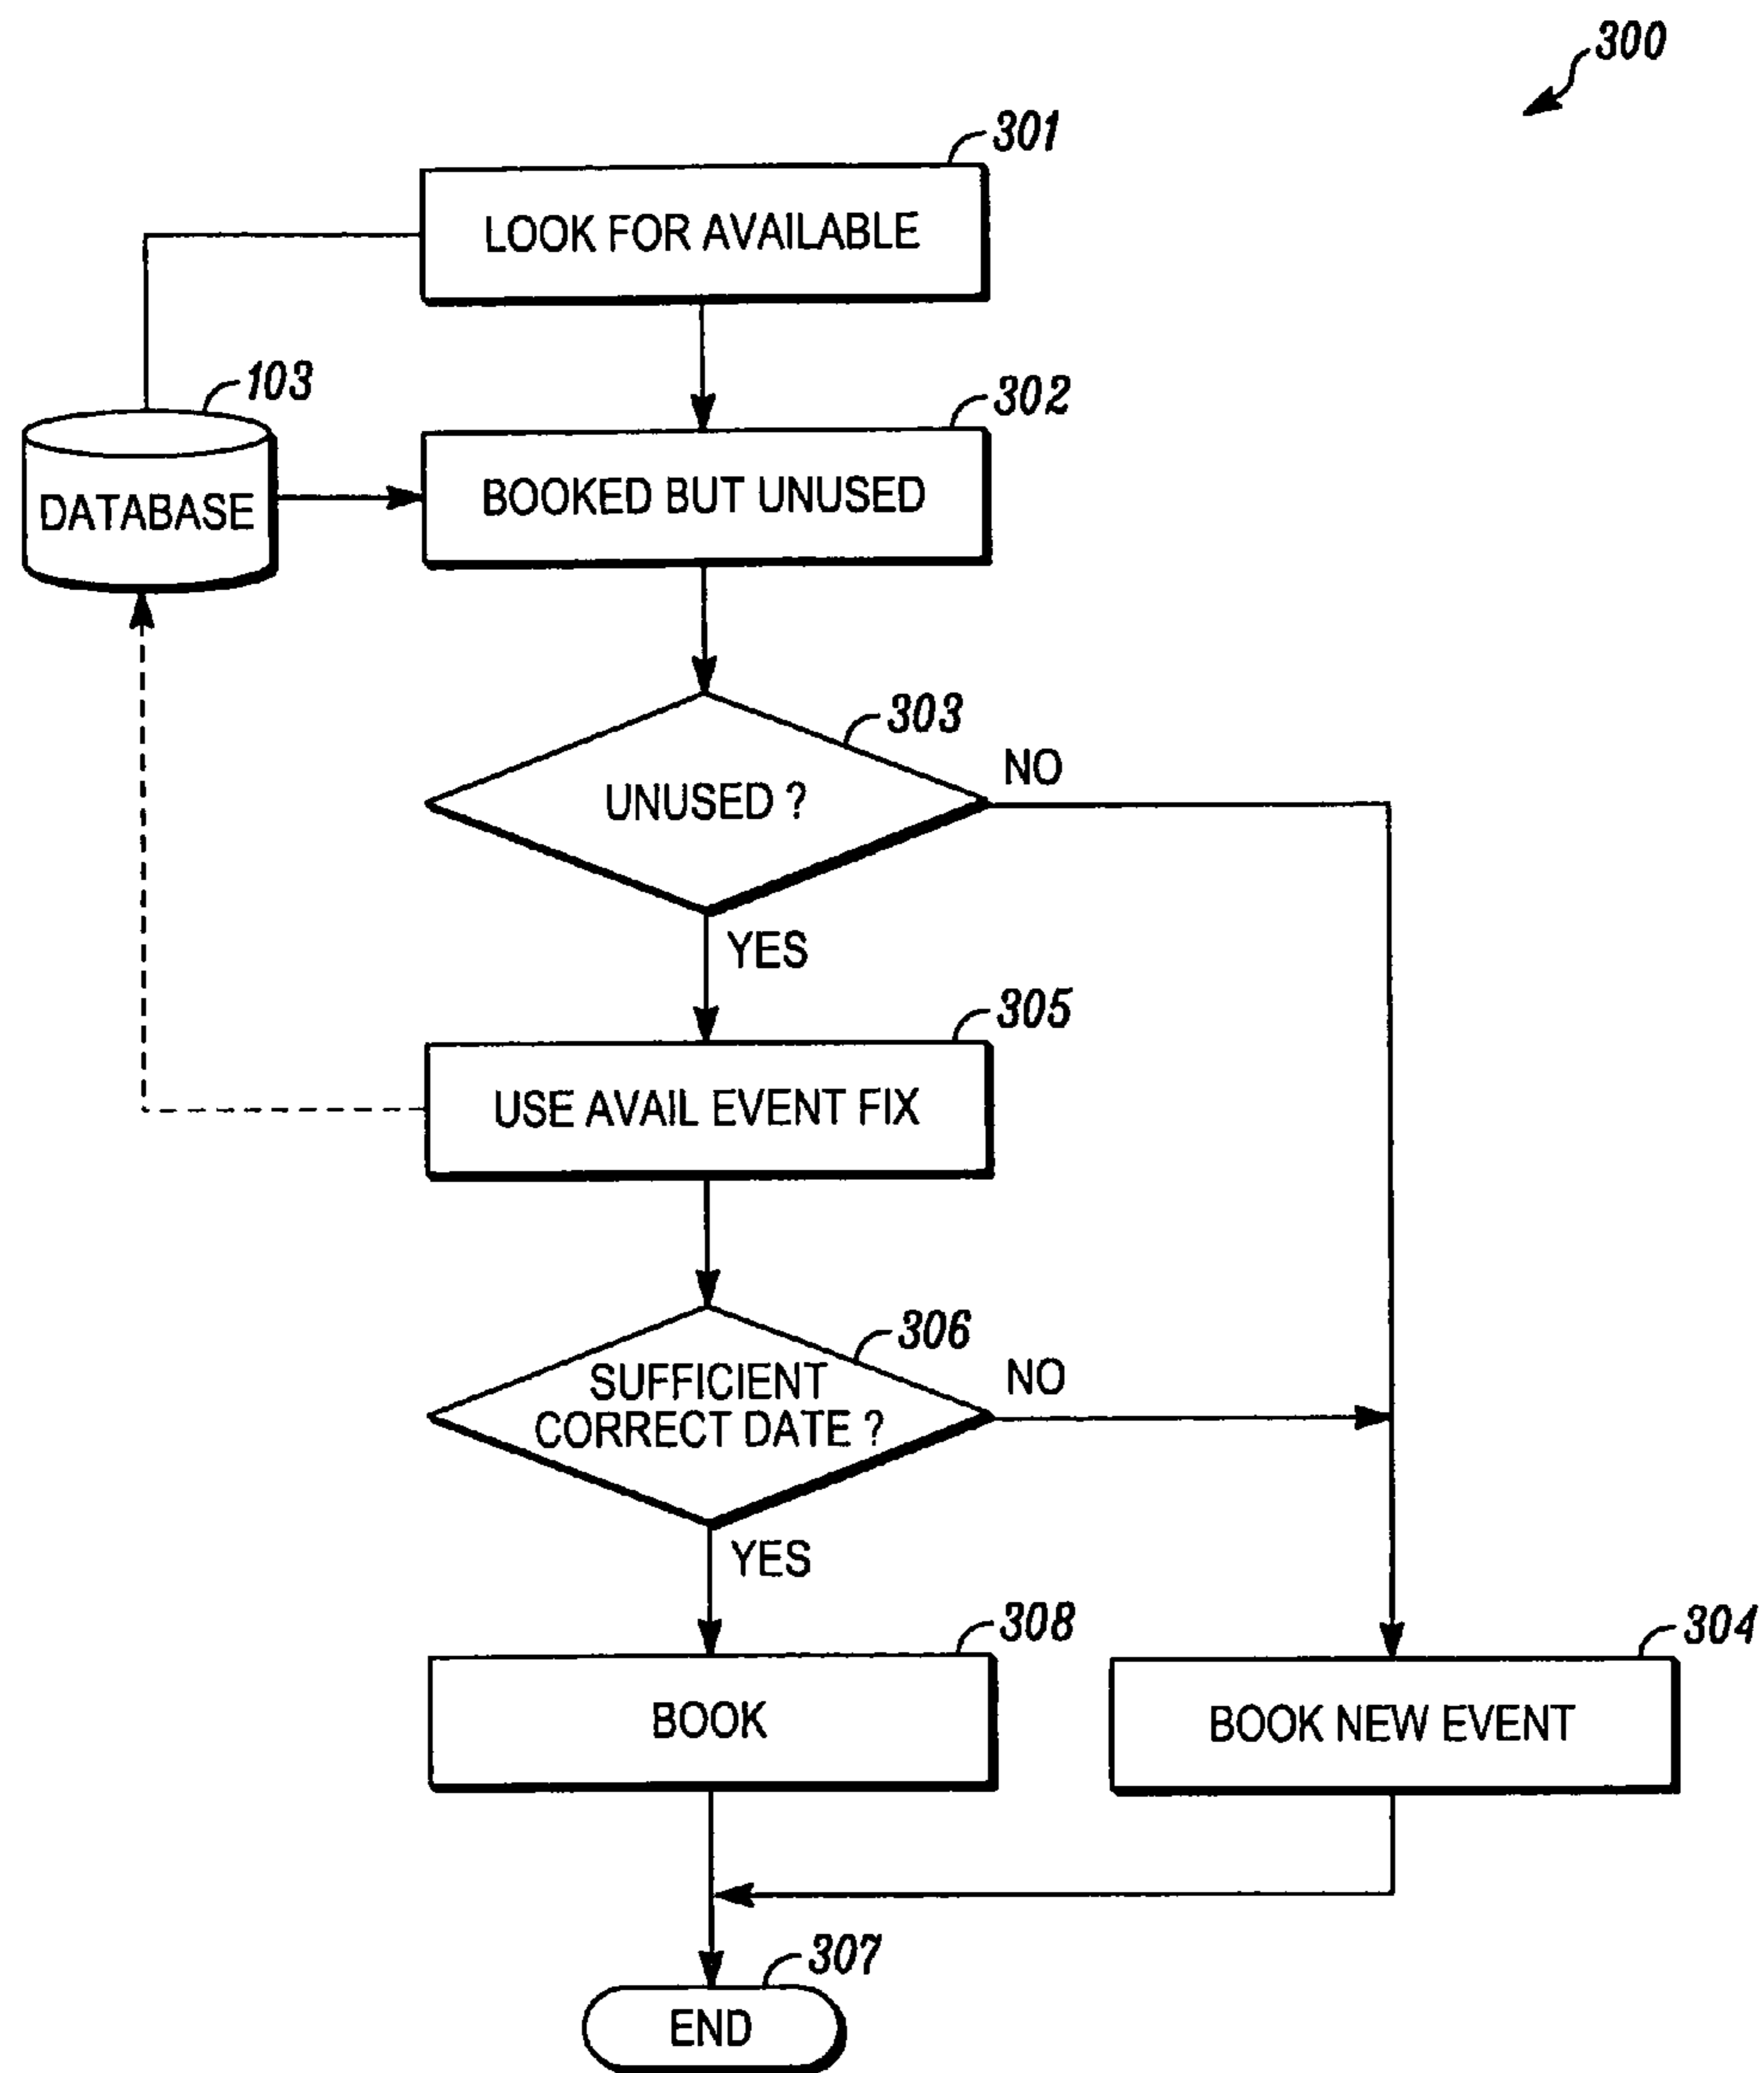 300
301
LOOK FOR AVAILABLE
103
DATABASE
302
BOOKED BUT UNUSED
303
UNUSED ?
NO
YES
305
USE AVAIL EVENT FIX
306
SUFFICIENT
CORRECT DATE ?
NO
YES
308
BOOK
304
BOOK NEW EVENT
307
END